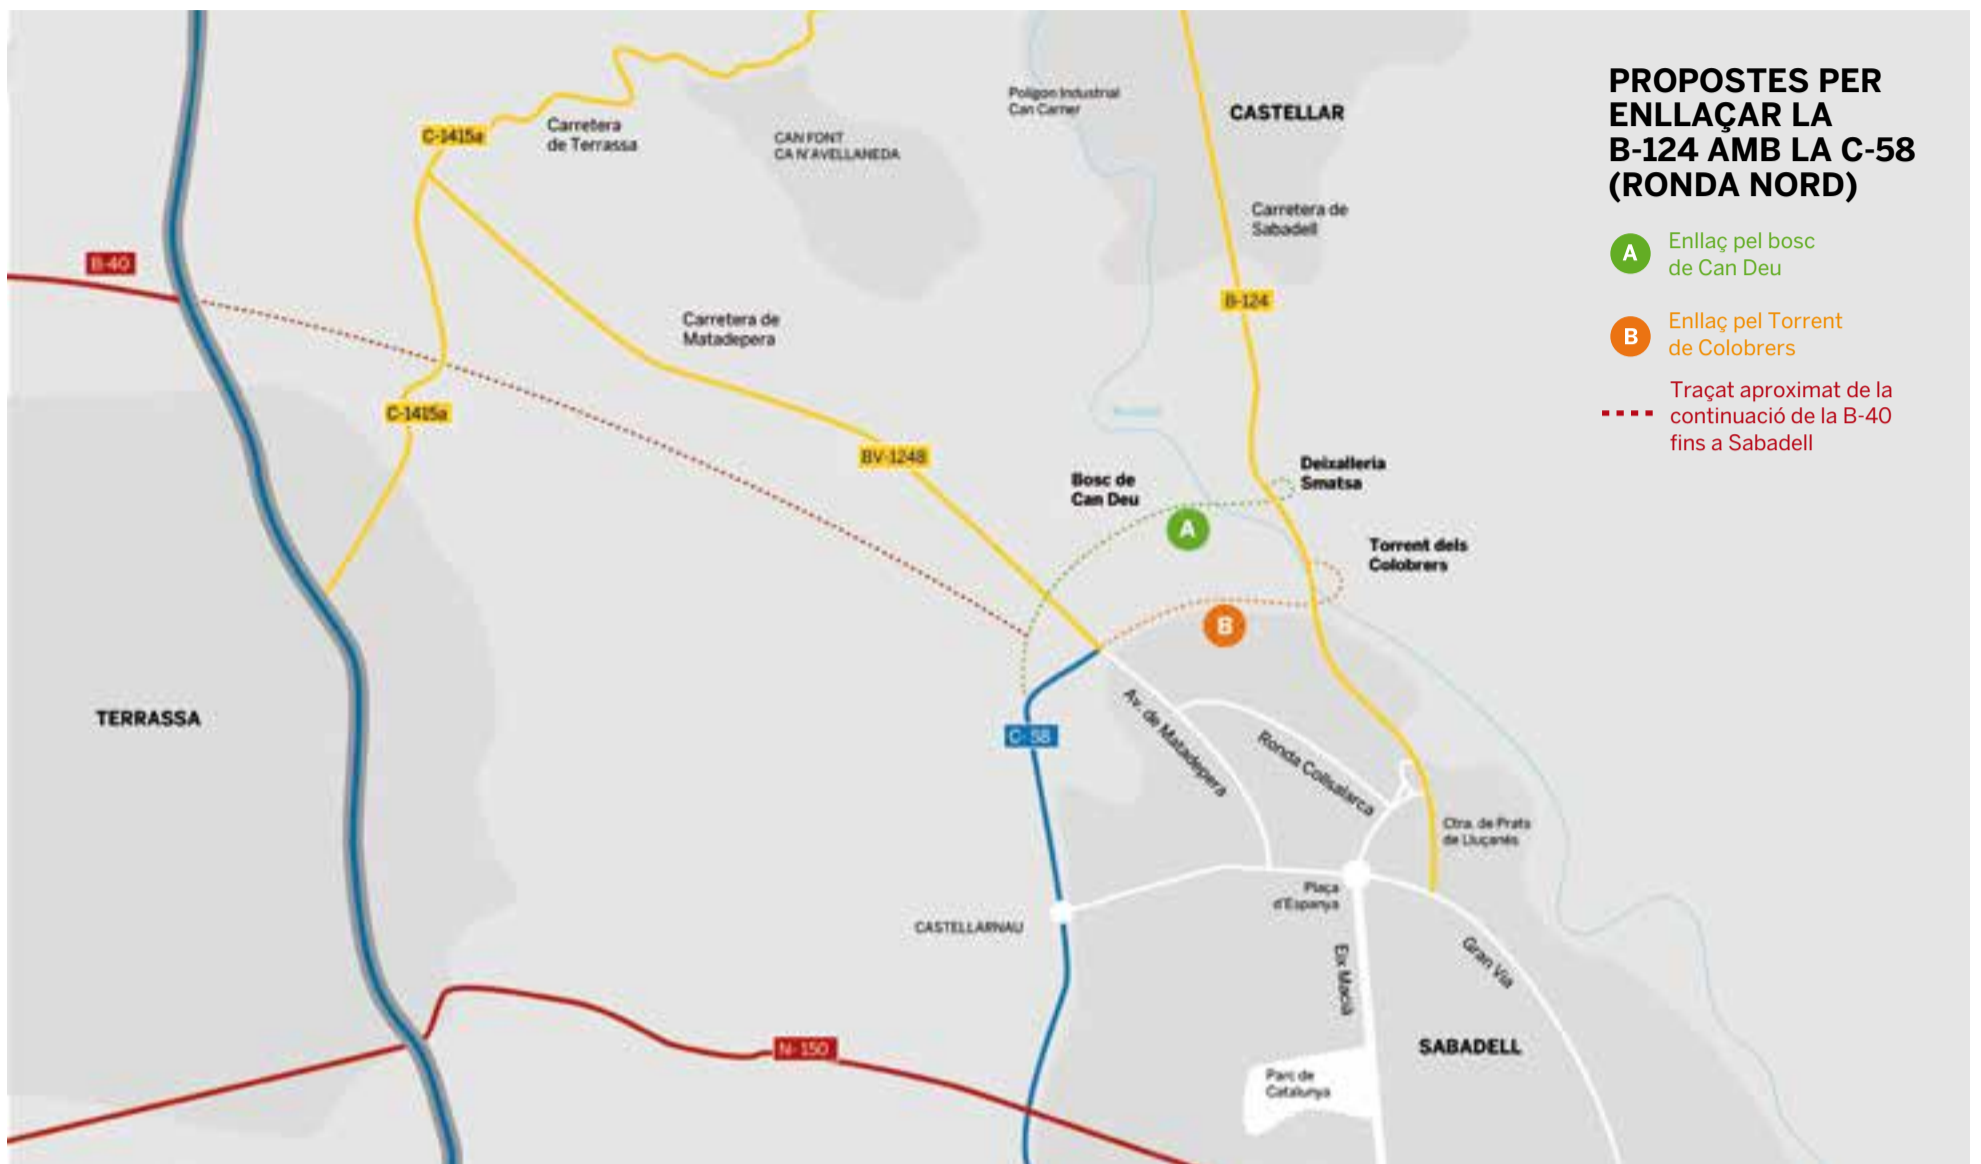 PROPOSTES PER
ENLLAÇAR LA
B-124 AMB LA C-58
(RONDA NORD)
A
Enllaç pel bosc
de Can Deu
B
Enllaç pel Torrent
de Colobrers
Traçat aproximat de la
continuació de la B-40
fins a Sabadell
Polígon Industrial
Can Carner
CASTELLAR
C-1415a
Carretera
de Terrassa
CAN FONT
CA N'AVELLANEDA
Carretera de
Sabadell
B-40
B-124
Carretera de
Matadepera
C-1415a
BV-1248
Bosc de
Can Deu
Deixalleria
Smatsa
A
Torrent dels
Colobrers
B
TERRASSA
C-58
Av. de Matadepera
Ronda Collsalarca
Ctra. de Prats
de Lluçanès
Plaça
d'Espanya
CASTELLARNAU
Eix Macià
Gran Via
N-150
SABADELL
Parc de
Catalunya